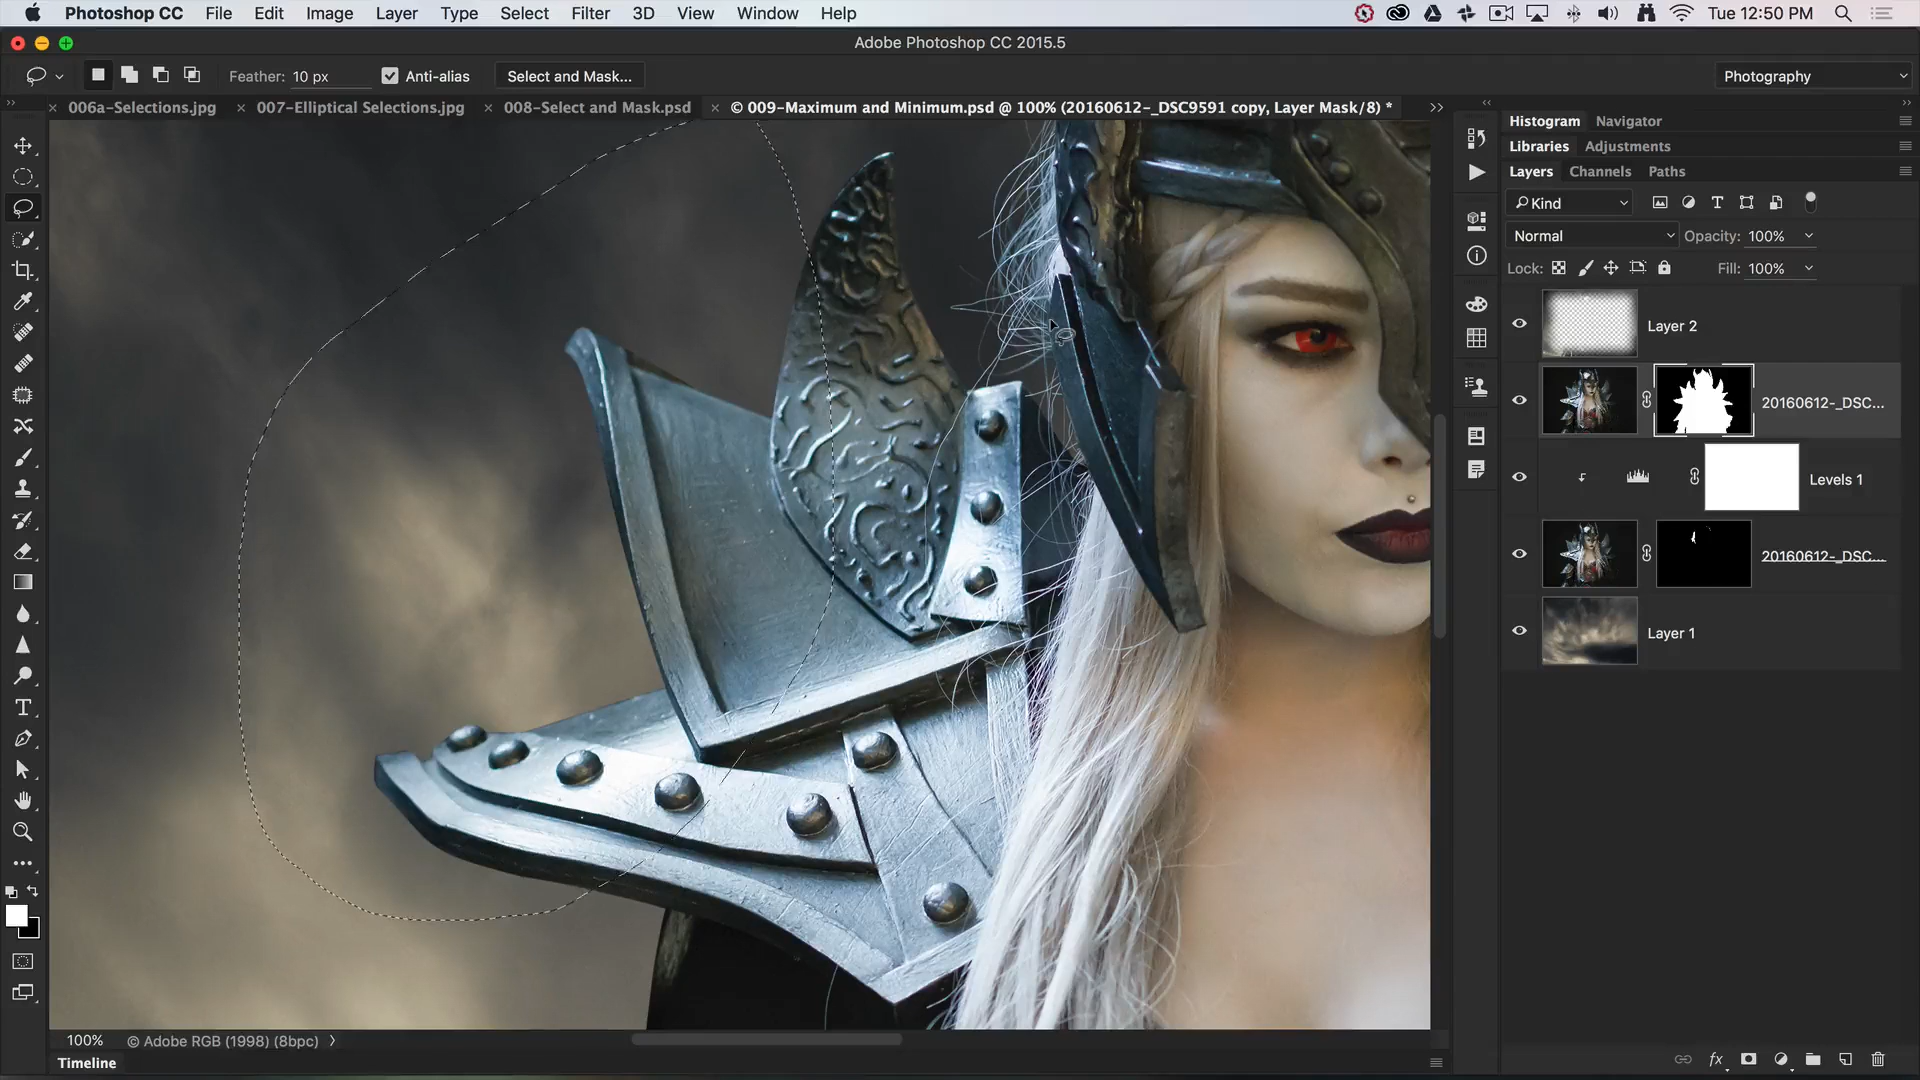 Photoshop CC File Edit Image Layer Type Select Filter 3D View Window Help Tue 12:50 PM
Adobe Photoshop CC 2015.5
Feather: 10 px Anti-alias Select and Mask... Photography
006a-Selections.jpg 007-Elliptical Selections.jpg 008-Select and Mask.psd © 009-Maximum and Minimum.psd @ 100% (20160612-_DSC9591 copy, Layer Mask/8) *
Histogram Navigator
Libraries Adjustments
Layers Channels Paths
Kind
Normal Opacity: 100%
Lock: Fill: 100%
Layer 2
20160612-_DSC...
Levels 1
20160612-_DSC...
Layer 1
100% © Adobe RGB (1998) (8bpc)
Timeline
fx